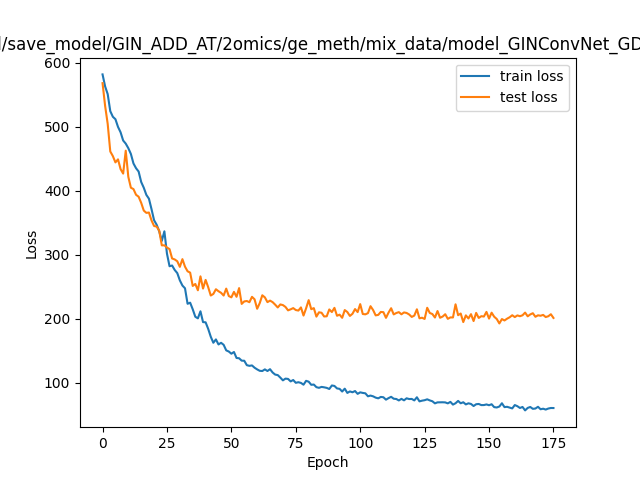 /save_model/GIN_ADD_AT/2omics/ge_meth/mix_data/model_GINConvNet_GD
train loss
test loss
600
500
400
300
200
100
Loss
0
25
50
75
100
125
150
175
Epoch